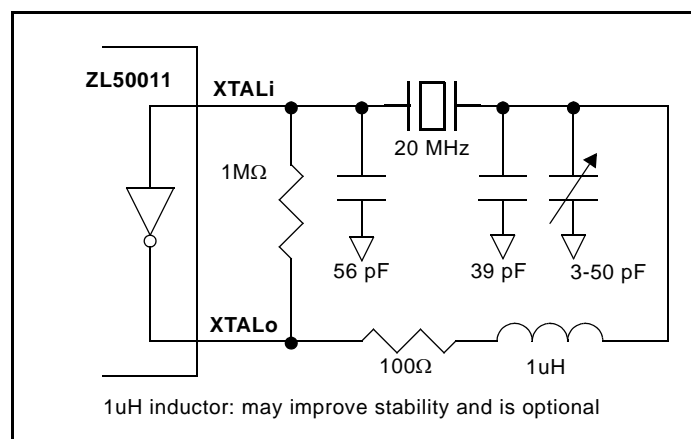 ZL50011
XTALi
20 MHz
1MΩ
56 pF
39 pF
3-50 pF
XTALo
100Ω
1uH
1uH inductor: may improve stability and is optional